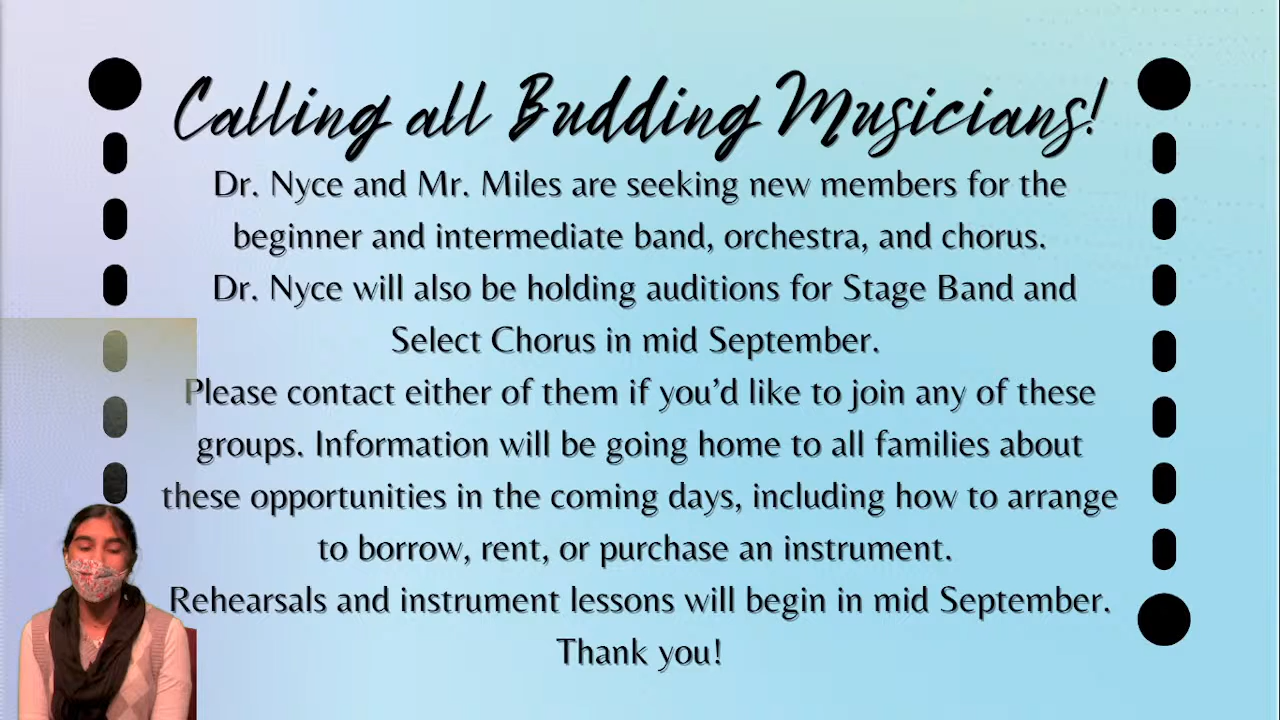 Calling all Budding Musicians!
Dr. Nyce and Mr. Miles are seeking new members for the
beginner and intermediate band, orchestra, and chorus.
Dr. Nyce will also be holding auditions for Stage Band and
Select Chorus in mid September.
Please contact either of them if you’d like to join any of these
groups. Information will be going home to all families about
these opportunities in the coming days, including how to arrange
to borrow, rent, or purchase an instrument.
Rehearsals and instrument lessons will begin in mid September.
Thank you!